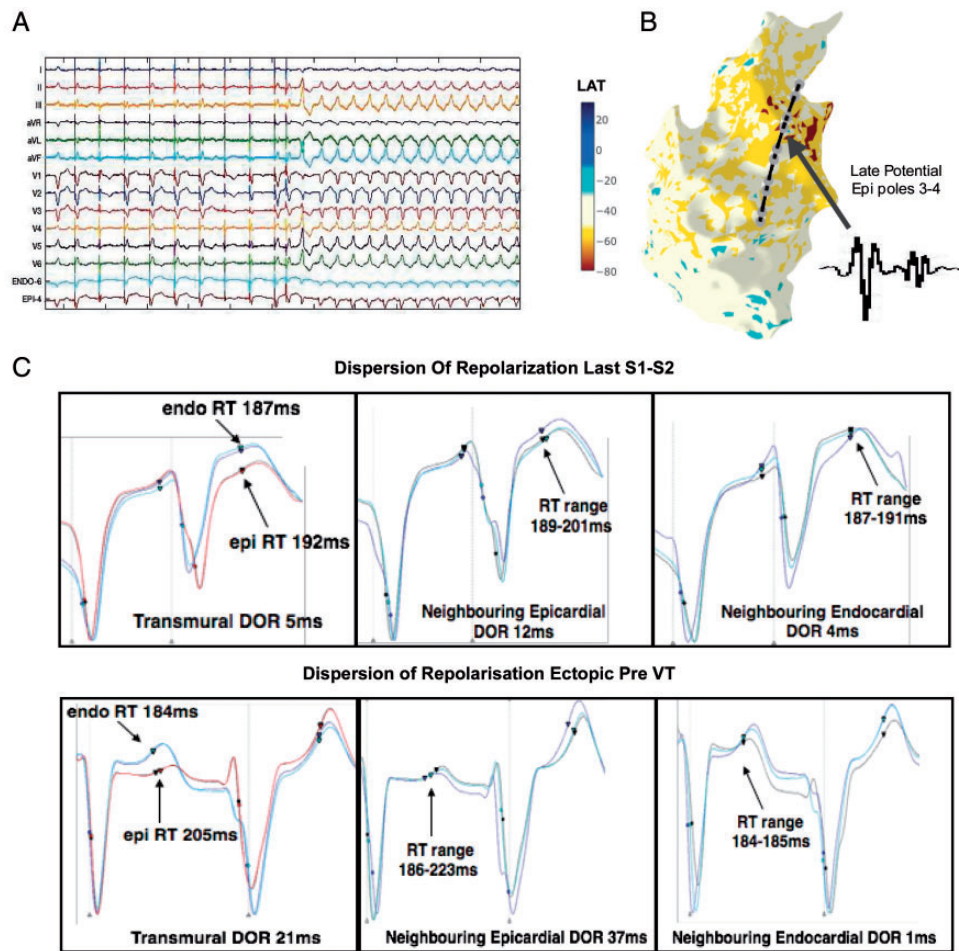 A
I
II
III
aVR
aVL
aVF
V1
V2
V3
V4
V5
V6
ENDO-6
EPI-4
B
LAT
80
60
40
20
0
−20
−40
−60
−80
Late Potential
Epi poles 3-4
C
Dispersion Of Repolarization Last S1-S2
endo RT 187ms
epi RT 192ms
Transmural DOR 5ms
RT range
189-201ms
Neighbouring Epicardial
DOR 12ms
RT range
187-191ms
Neighbouring Endocardial
DOR 4ms
Dispersion of Repolarisation Ectopic Pre VT
endo RT 184ms
epi RT 205ms
Transmural DOR 21ms
RT range
186-223ms
Neighbouring Epicardial DOR 37ms
RT range
184-185ms
Neighbouring Endocardial DOR 1ms